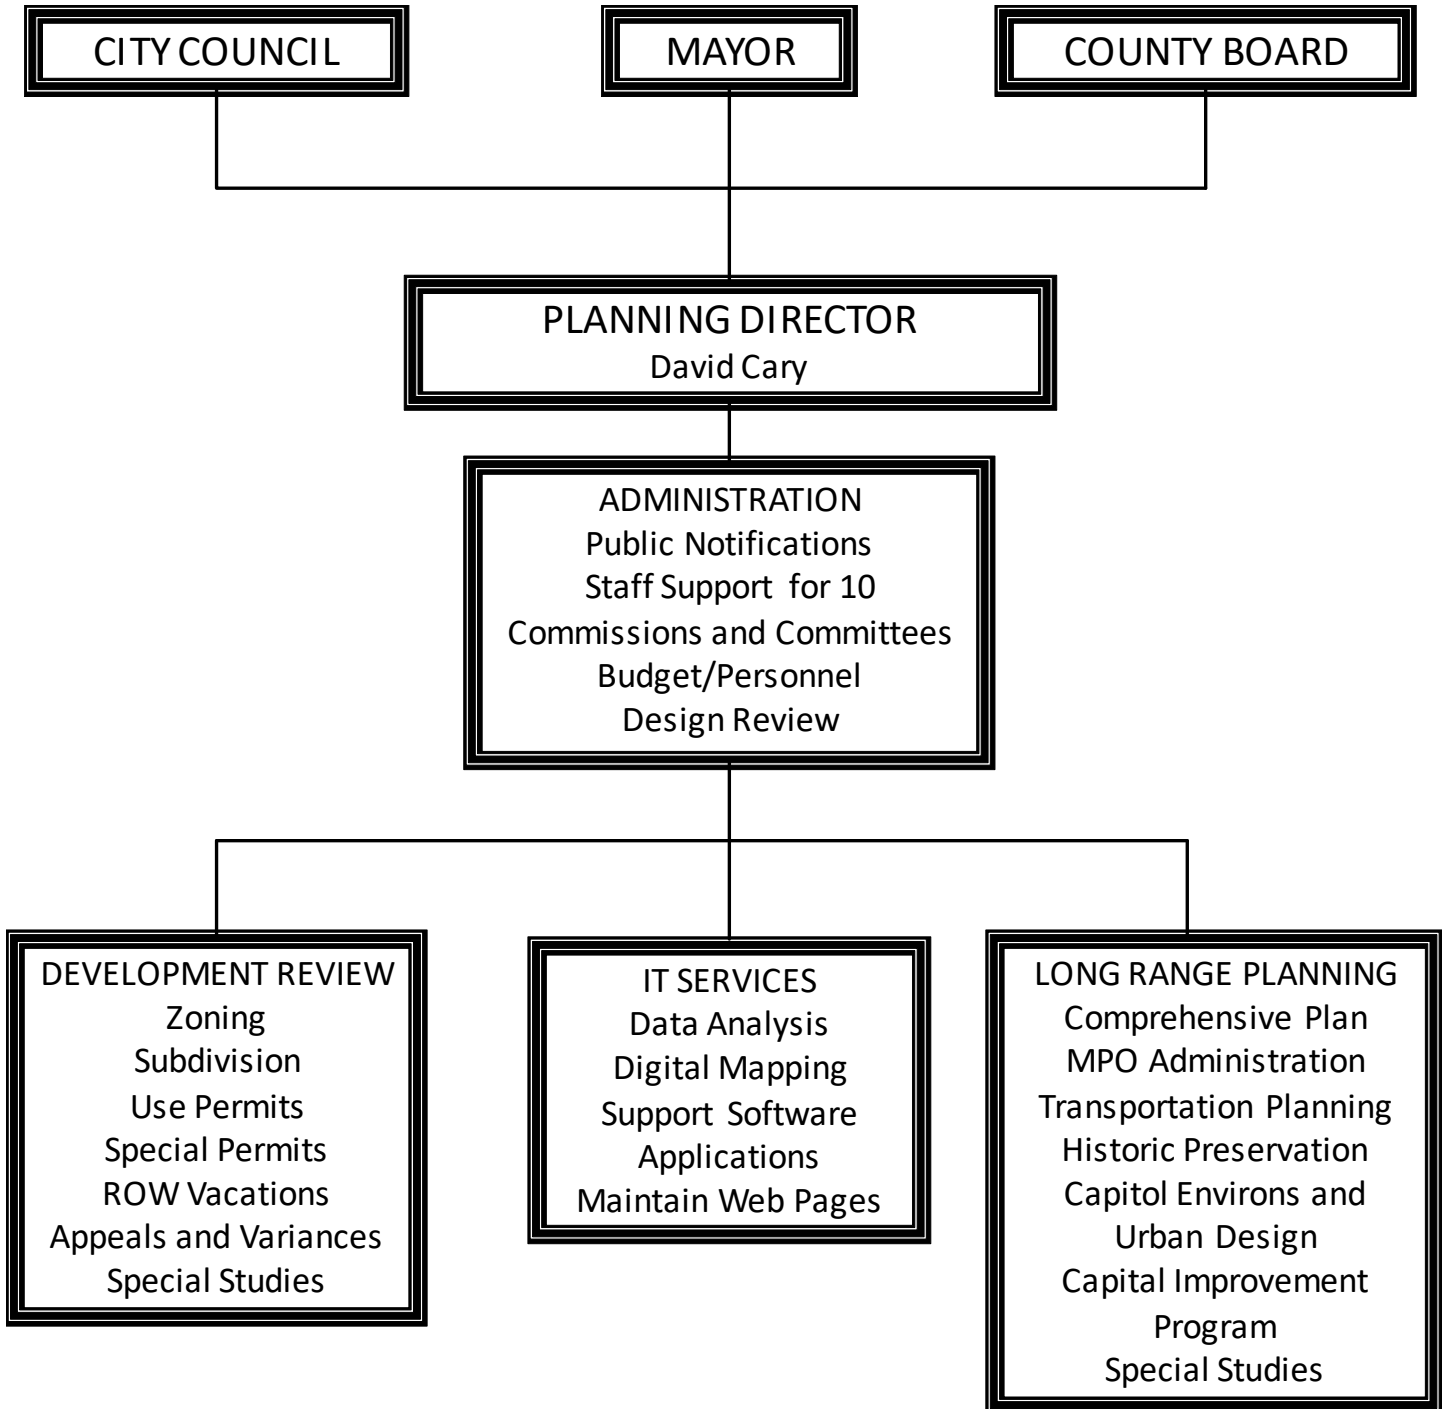 CITY COUNCIL
MAYOR
COUNTY BOARD
PLANNING DIRECTOR
David Cary
ADMINISTRATION
Public Notifications
Staff Support for 10
Commissions and Committees
Budget/Personnel
Design Review
DEVELOPMENT REVIEW
Zoning
Subdivision
Use Permits
Special Permits
ROW Vacations
Appeals and Variances
Special Studies
IT SERVICES
Data Analysis
Digital Mapping
Support Software
Applications
Maintain Web Pages
LONG RANGE PLANNING
Comprehensive Plan
MPO Administration
Transportation Planning
Historic Preservation
Capitol Environs and
Urban Design
Capital Improvement
Program
Special Studies